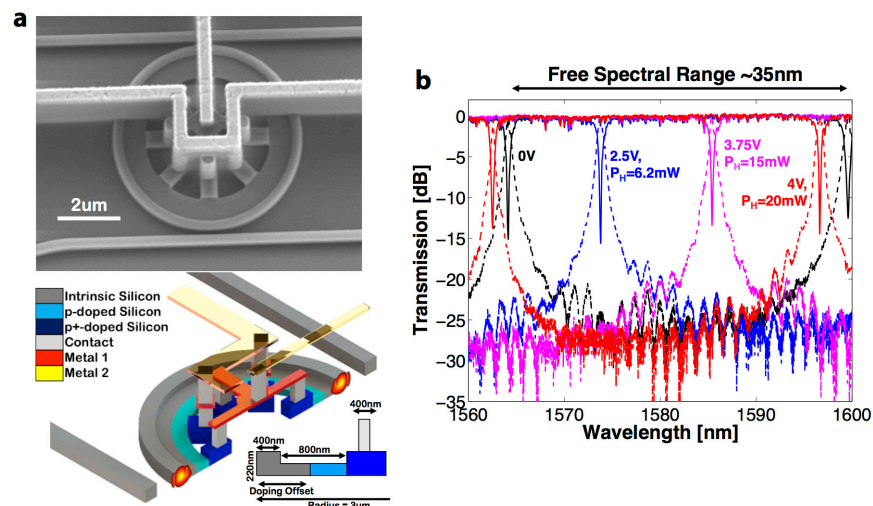 a
2um
Intrinsic Silicon
p-doped Silicon
p+-doped Silicon
Contact
Metal 1
Metal 2
400nm
400nm
800nm
220nm
Doping Offset
Radius = 3um
b
Free Spectral Range ~35nm
0
−5
−10
−15
−20
−25
−30
−35
Transmission [dB]
0V
2.5V,
P_H=6.2mW
3.75V
P_H=15mW
4V,
P_H=20mW
1560
1570
1580
1590
1600
Wavelength [nm]